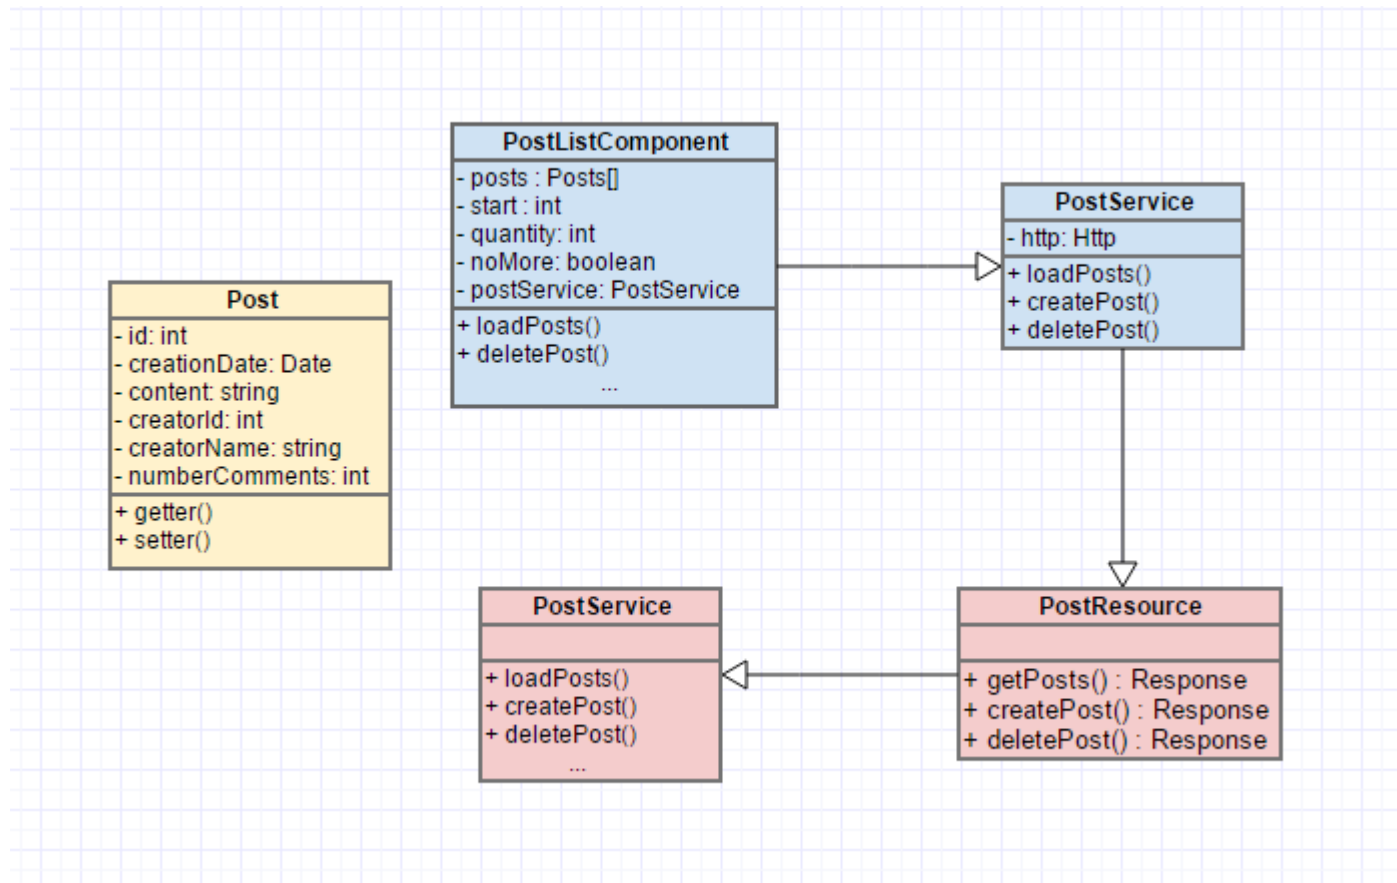 PostListComponent
- posts : Posts[]
- start : int
- quantity: int
- noMore: boolean
- postService: PostService
+ loadPosts()
+ deletePost()
...
PostService
- http: Http
+ loadPosts()
+ createPost()
+ deletePost()
Post
- id: int
- creationDate: Date
- content: string
- creatorId: int
- creatorName: string
- numberComments: int
+ getter()
+ setter()
PostService
+ loadPosts()
+ createPost()
+ deletePost()
...
PostResource
+ getPosts() : Response
+ createPost() : Response
+ deletePost() : Response